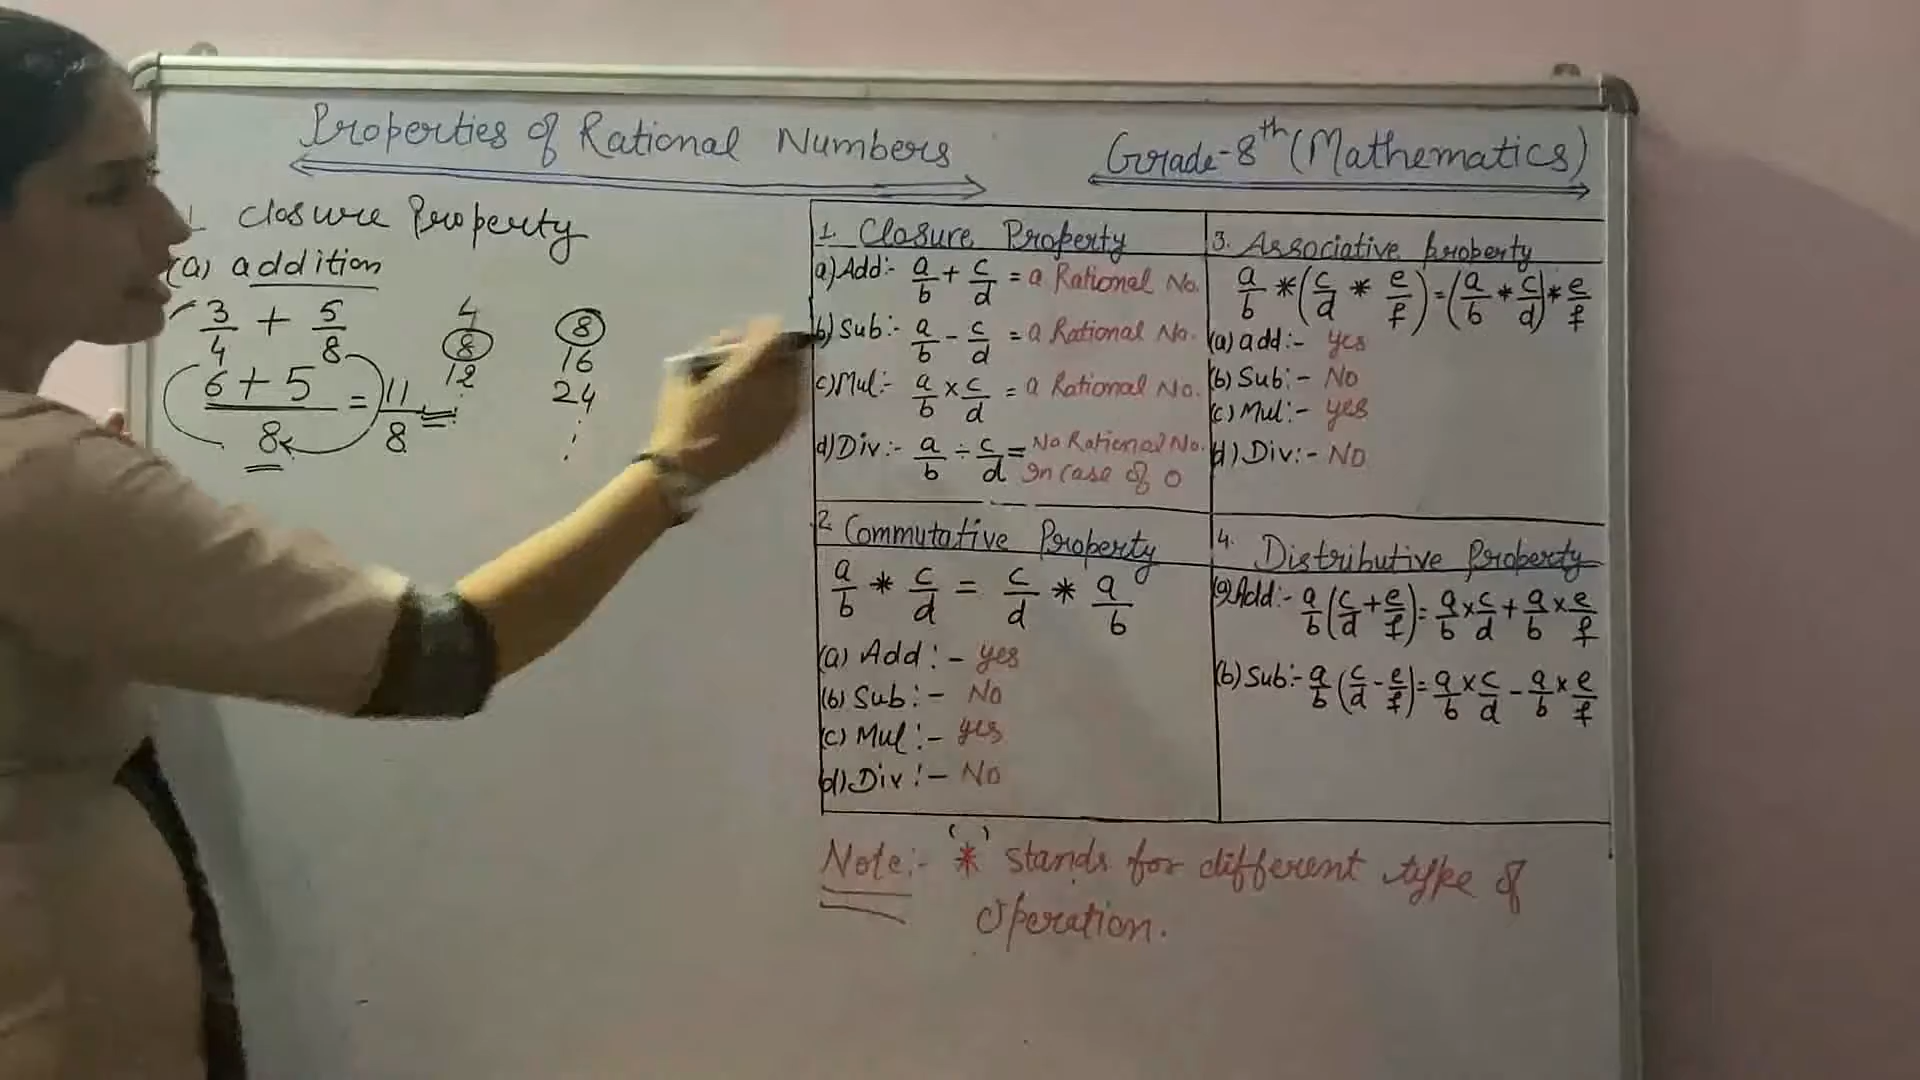 Properties of Rational Numbers
Grade-8th (Mathematics)
1 Closure Property
(a) addition
3/4 + 5/8
6 + 5 / 8 = 11/8
4
8
12
8
16
24
1. Closure Property
a) Add:- a/b + c/d = a Rational No.
b) Sub:- a/b - c/d = a Rational No.
c) Mul:- a/b × c/d = a Rational No.
d) Div:- a/b ÷ c/d = No Rational No.
In case of 0
2. Commutative Property
a/b * c/d = c/d * a/b
(a) Add:- yes
(b) Sub:- No
(c) Mul:- yes
(d) Div:- No
3. Associative property
a/b * (c/d * e/f) = (a/b * c/d) * e/f
(a) add:- yes
(b) Sub:- No
(c) Mul:- yes
(d) Div:- No
4. Distributive Property
(a) Add:- a/b (c/d + e/f) = a/b × c/d + a/b × e/f
(b) Sub:- a/b (c/d - e/f) = a/b × c/d - a/b × e/f
Note:- '*' stands for different type of
operation.